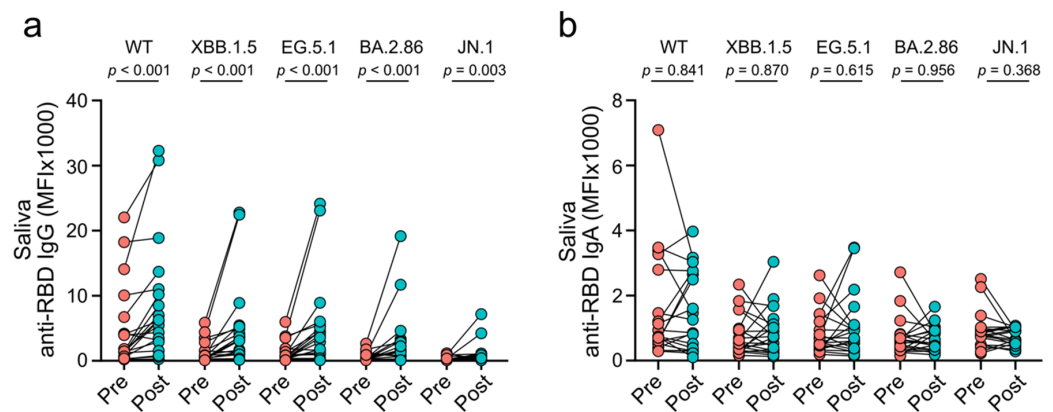 a
WT XBB.1.5 EG.5.1 BA.2.86 JN.1
p < 0.001 p < 0.001 p < 0.001 p < 0.001 p = 0.003
Saliva
anti-RBD IgG (MFIx1000)
40
30
20
10
0
Pre Post Pre Post Pre Post Pre Post Pre Post
b
WT XBB.1.5 EG.5.1 BA.2.86 JN.1
p = 0.841 p = 0.870 p = 0.615 p = 0.956 p = 0.368
Saliva
anti-RBD IgA (MFIx1000)
8
6
4
2
0
Pre Post Pre Post Pre Post Pre Post Pre Post